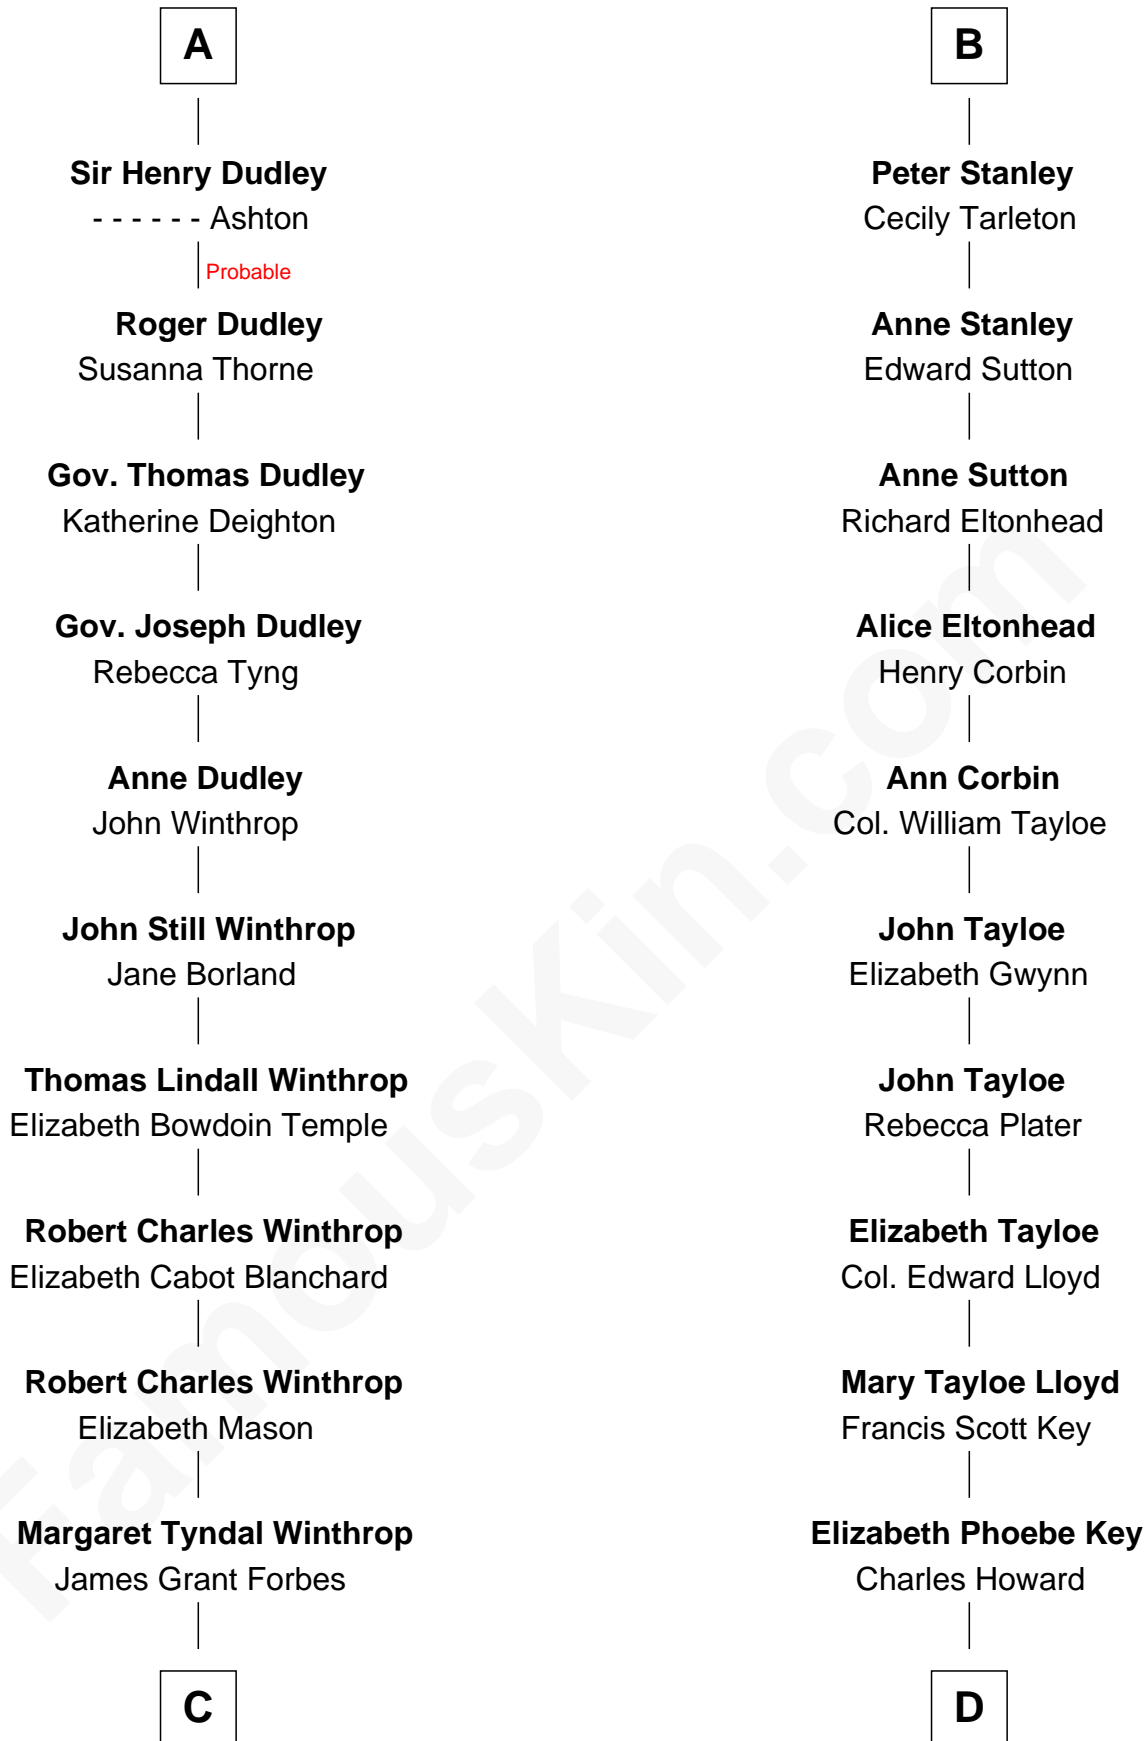 A
Sir Henry Dudley
- - - - - - Ashton
Probable
Roger Dudley
Susanna Thorne
Gov. Thomas Dudley
Katherine Deighton
Gov. Joseph Dudley
Rebecca Tyng
Anne Dudley
John Winthrop
John Still Winthrop
Jane Borland
Thomas Lindall Winthrop
Elizabeth Bowdoin Temple
Robert Charles Winthrop
Elizabeth Cabot Blanchard
Robert Charles Winthrop
Elizabeth Mason
Margaret Tyndal Winthrop
James Grant Forbes
C
B
Peter Stanley
Cecily Tarleton
Anne Stanley
Edward Sutton
Anne Sutton
Richard Eltonhead
Alice Eltonhead
Henry Corbin
Ann Corbin
Col. William Tayloe
John Tayloe
Elizabeth Gwynn
John Tayloe
Rebecca Plater
Elizabeth Tayloe
Col. Edward Lloyd
Mary Tayloe Lloyd
Francis Scott Key
Elizabeth Phoebe Key
Charles Howard
D
FamousKin.com